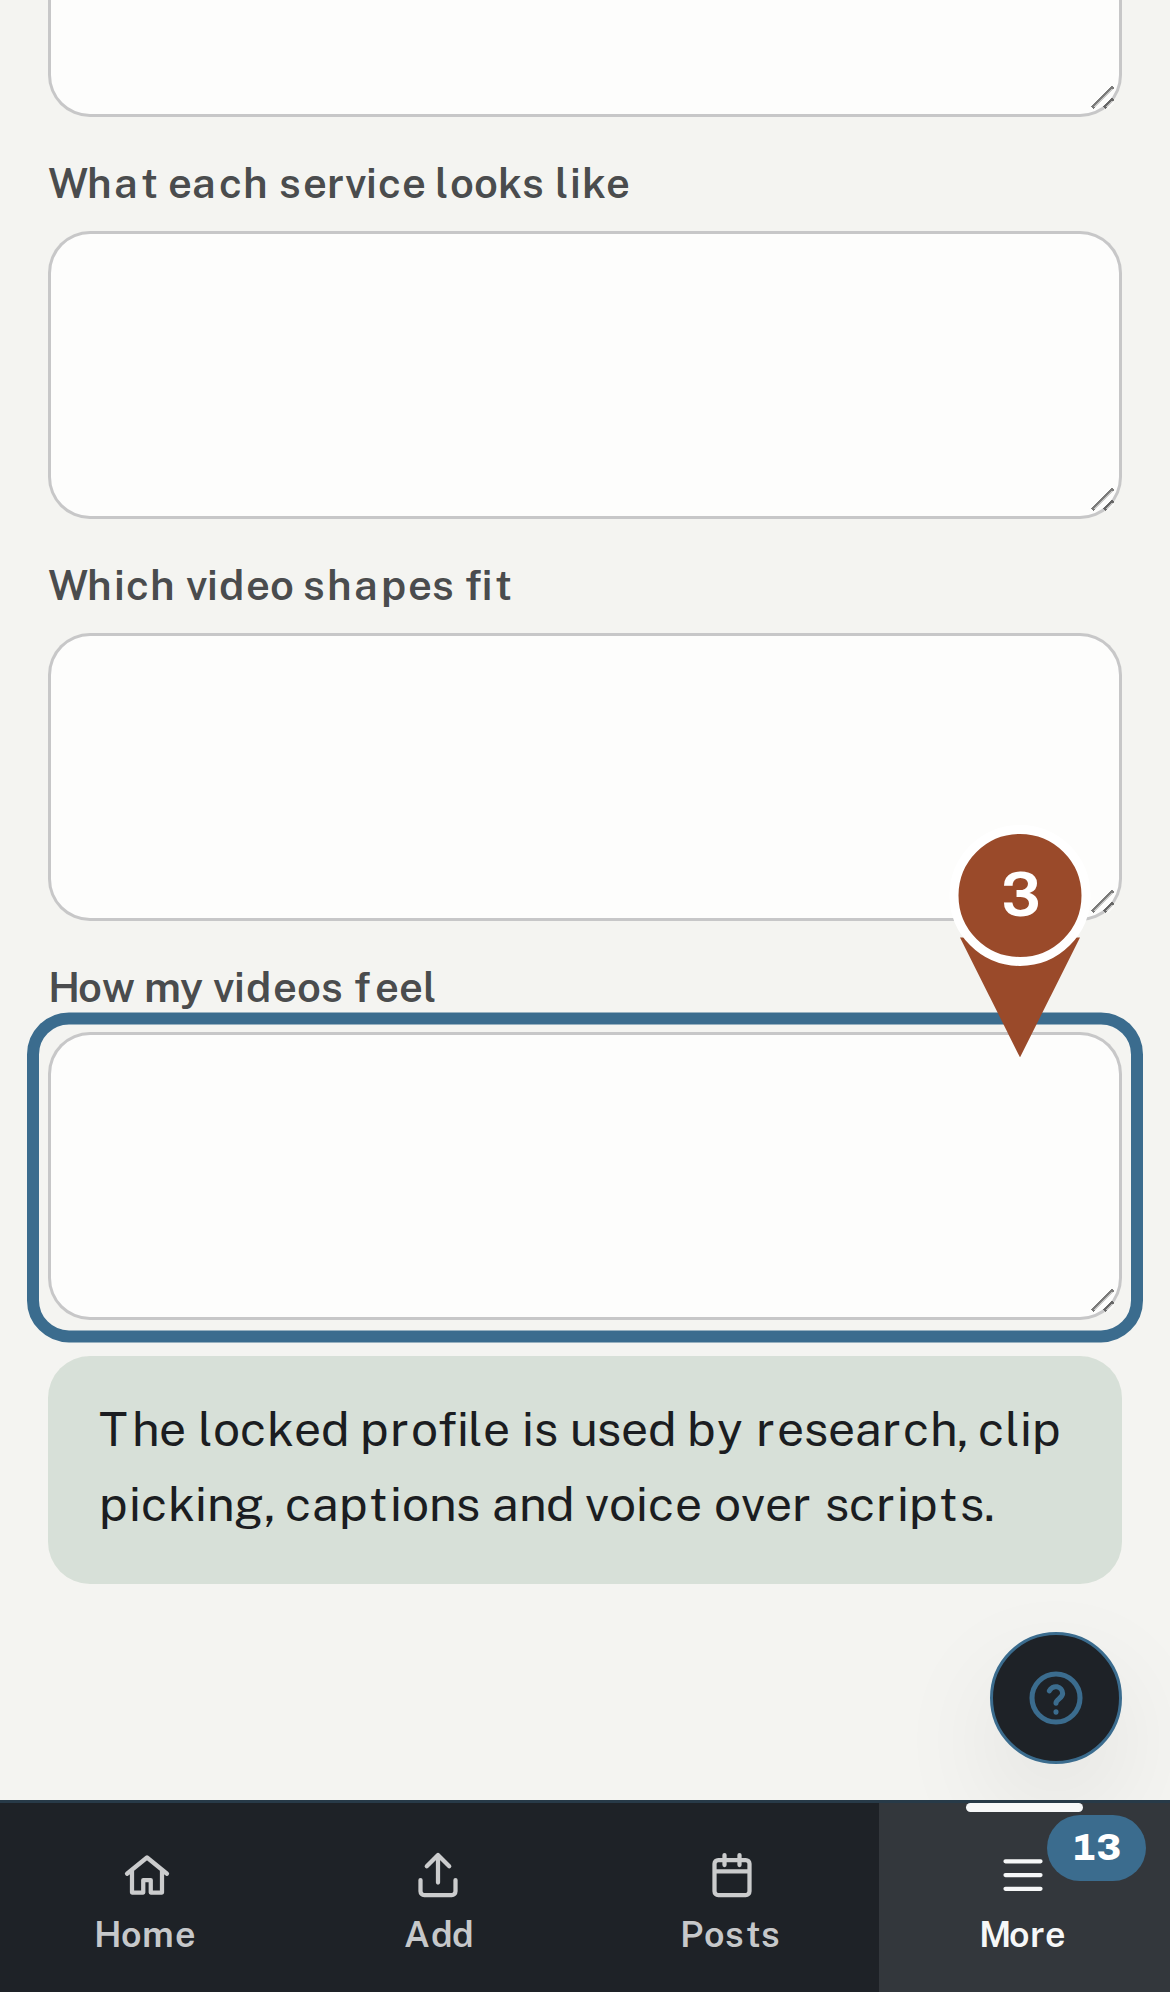 What each service looks like
Which video shapes fit
3
How my videos feel
The locked profile is used by research, clip
picking, captions and voice over scripts.
13
Home
Add
Posts
More